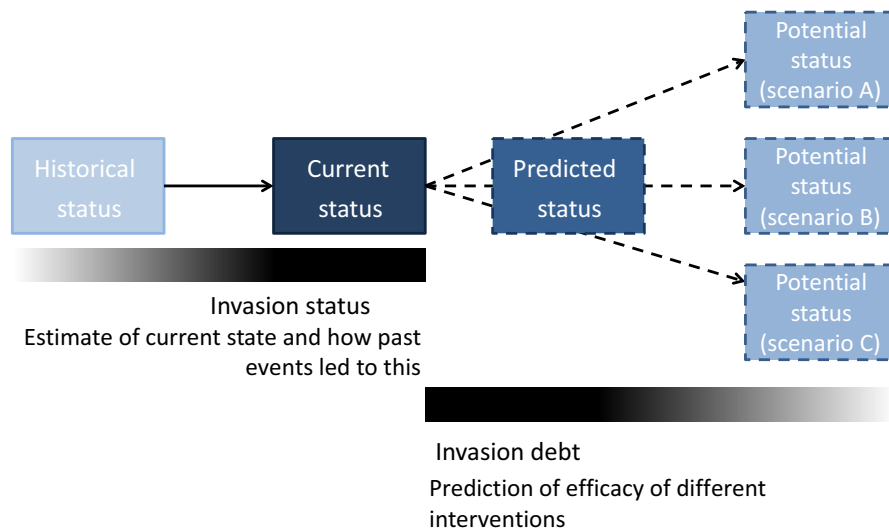 Historical
status
Current
status
Predicted
status
Potential
status
(scenario A)
Potential
status
(scenario B)
Potential
status
(scenario C)
Invasion status
Estimate of current state and how past
events led to this
Invasion debt
Prediction of efficacy of different
interventions